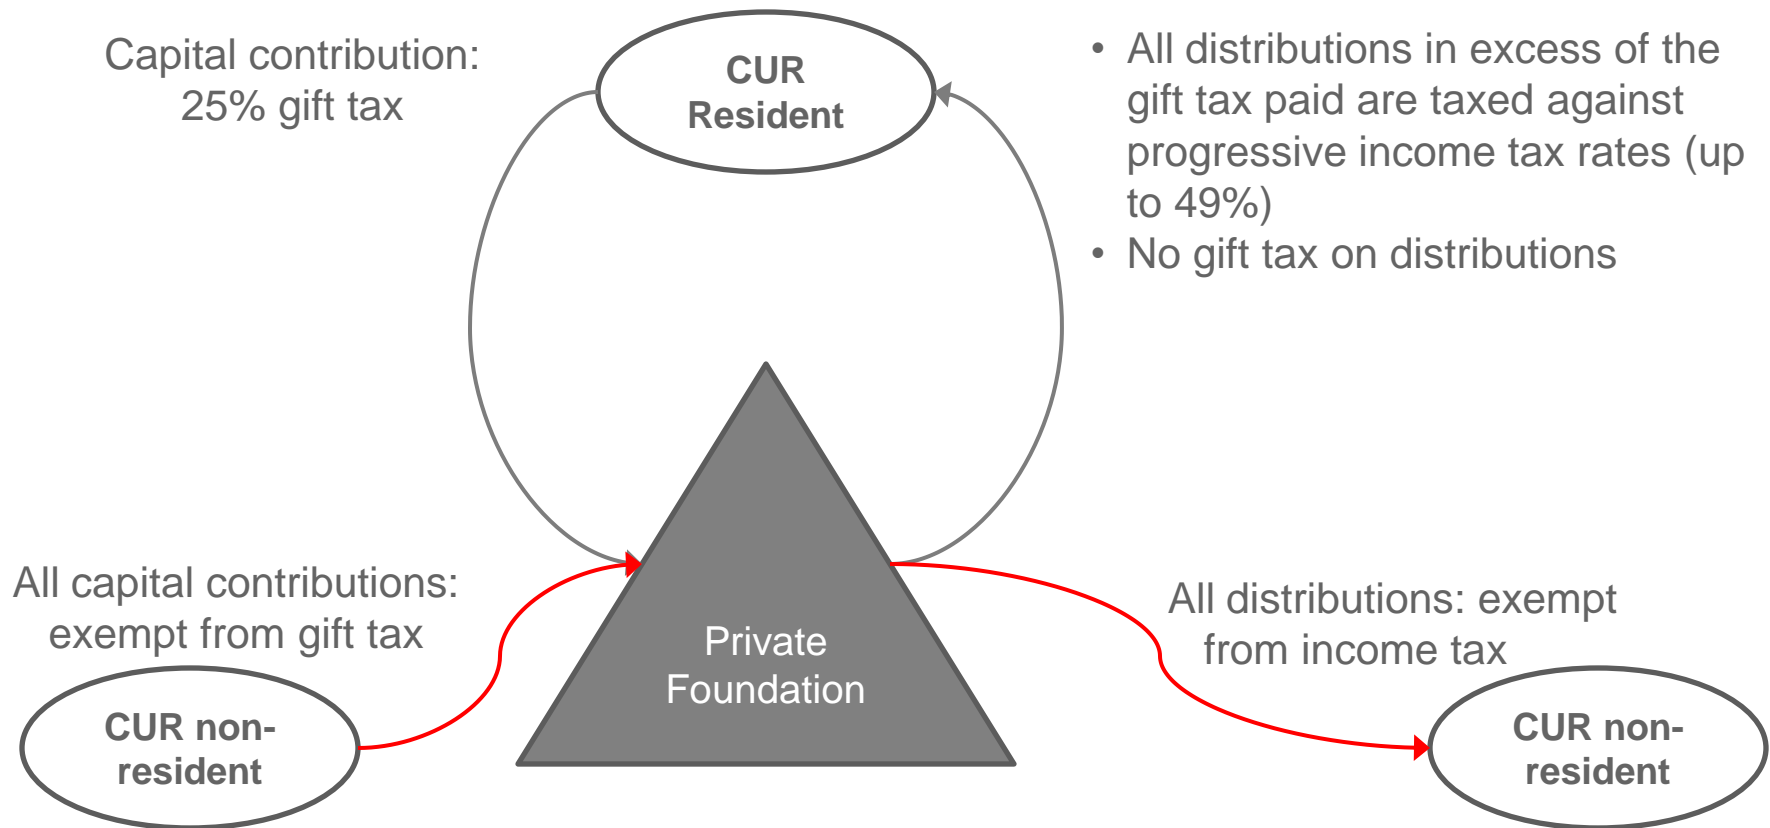 Capital contribution:
25% gift tax
CUR
Resident
• All distributions in excess of the
gift tax paid are taxed against
progressive income tax rates (up
to 49%)
• No gift tax on distributions
All capital contributions:
exempt from gift tax
CUR non-
resident
Private
Foundation
All distributions: exempt
from income tax
CUR non-
resident